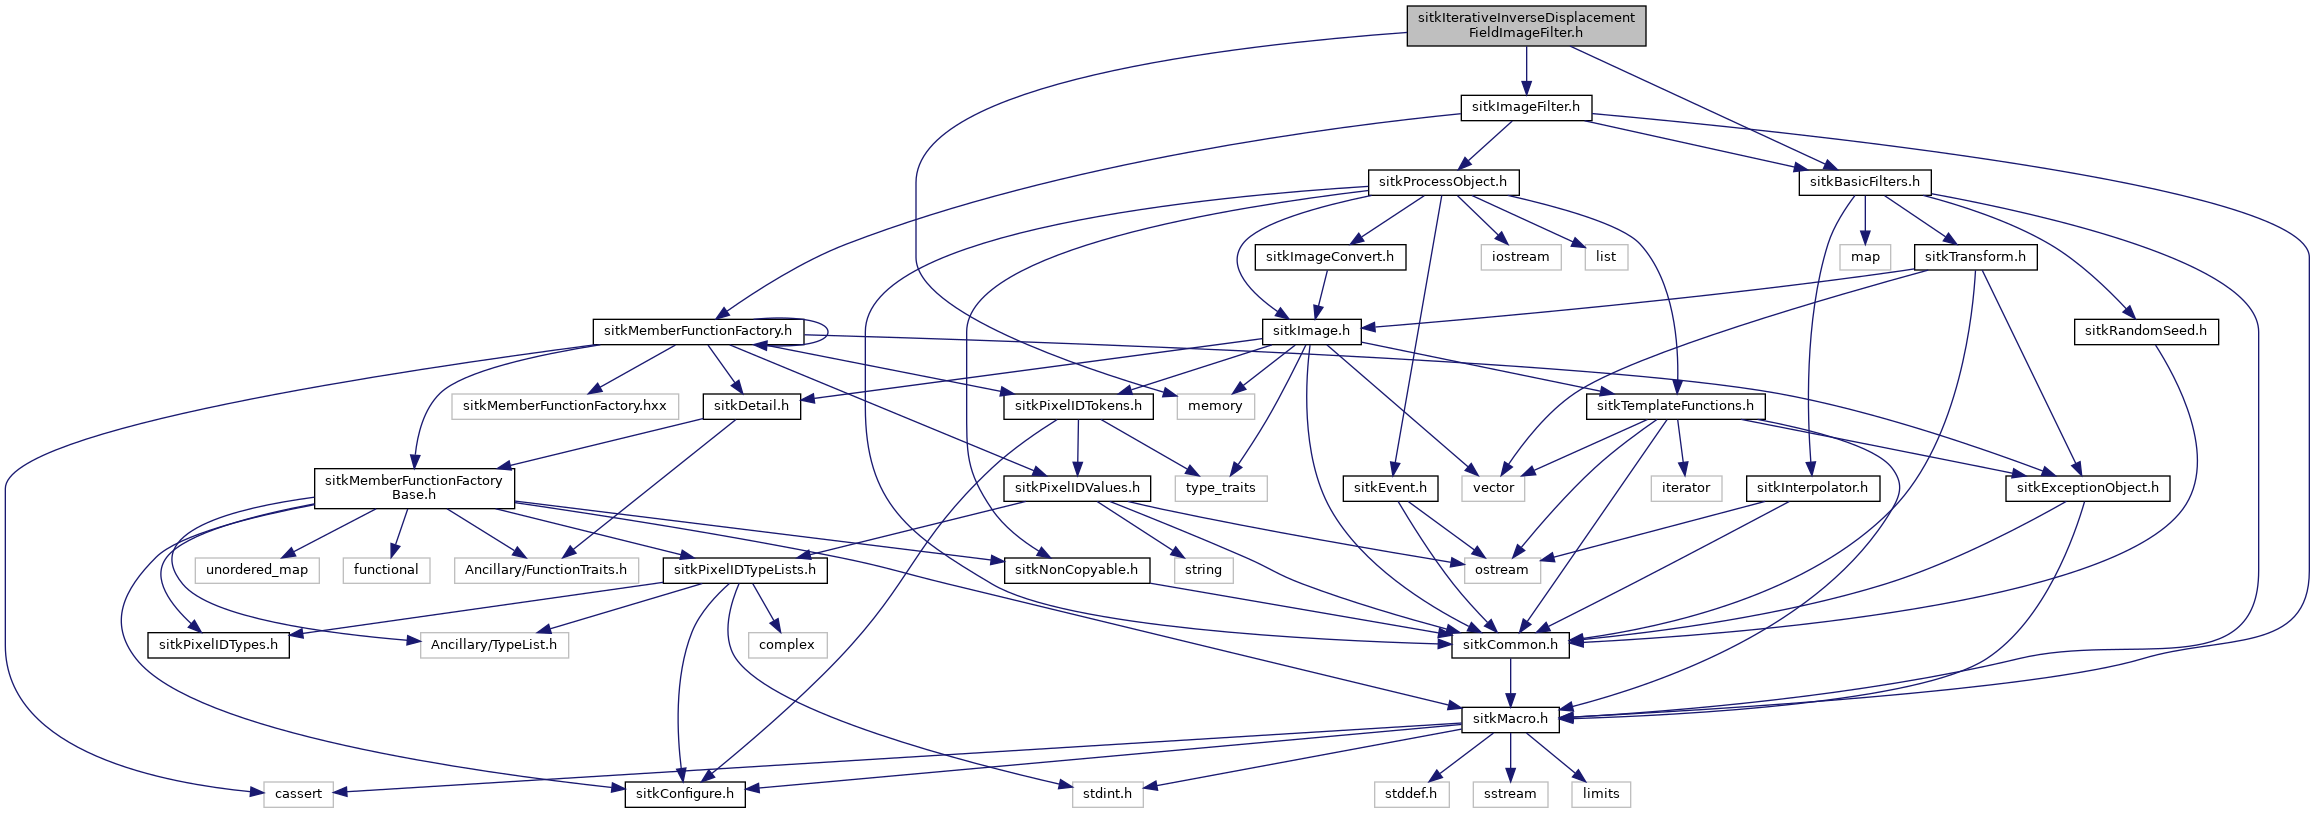 sitkIterativeInverseDisplacement
FieldImageFilter.h
sitkImageFilter.h
sitkProcessObject.h
sitkBasicFilters.h
sitkImageConvert.h
iostream
list
map
sitkTransform.h
sitkMemberFunctionFactory.h
sitkImage.h
sitkRandomSeed.h
sitkMemberFunctionFactory.hxx
sitkDetail.h
sitkPixelIDTokens.h
memory
sitkTemplateFunctions.h
sitkMemberFunctionFactory
Base.h
sitkPixelIDValues.h
type_traits
sitkEvent.h
vector
iterator
sitkInterpolator.h
sitkExceptionObject.h
unordered_map
functional
Ancillary/FunctionTraits.h
sitkPixelIDTypeLists.h
sitkNonCopyable.h
string
ostream
sitkPixelIDTypes.h
Ancillary/TypeList.h
complex
sitkCommon.h
sitkMacro.h
cassert
sitkConfigure.h
stdint.h
stddef.h
sstream
limits